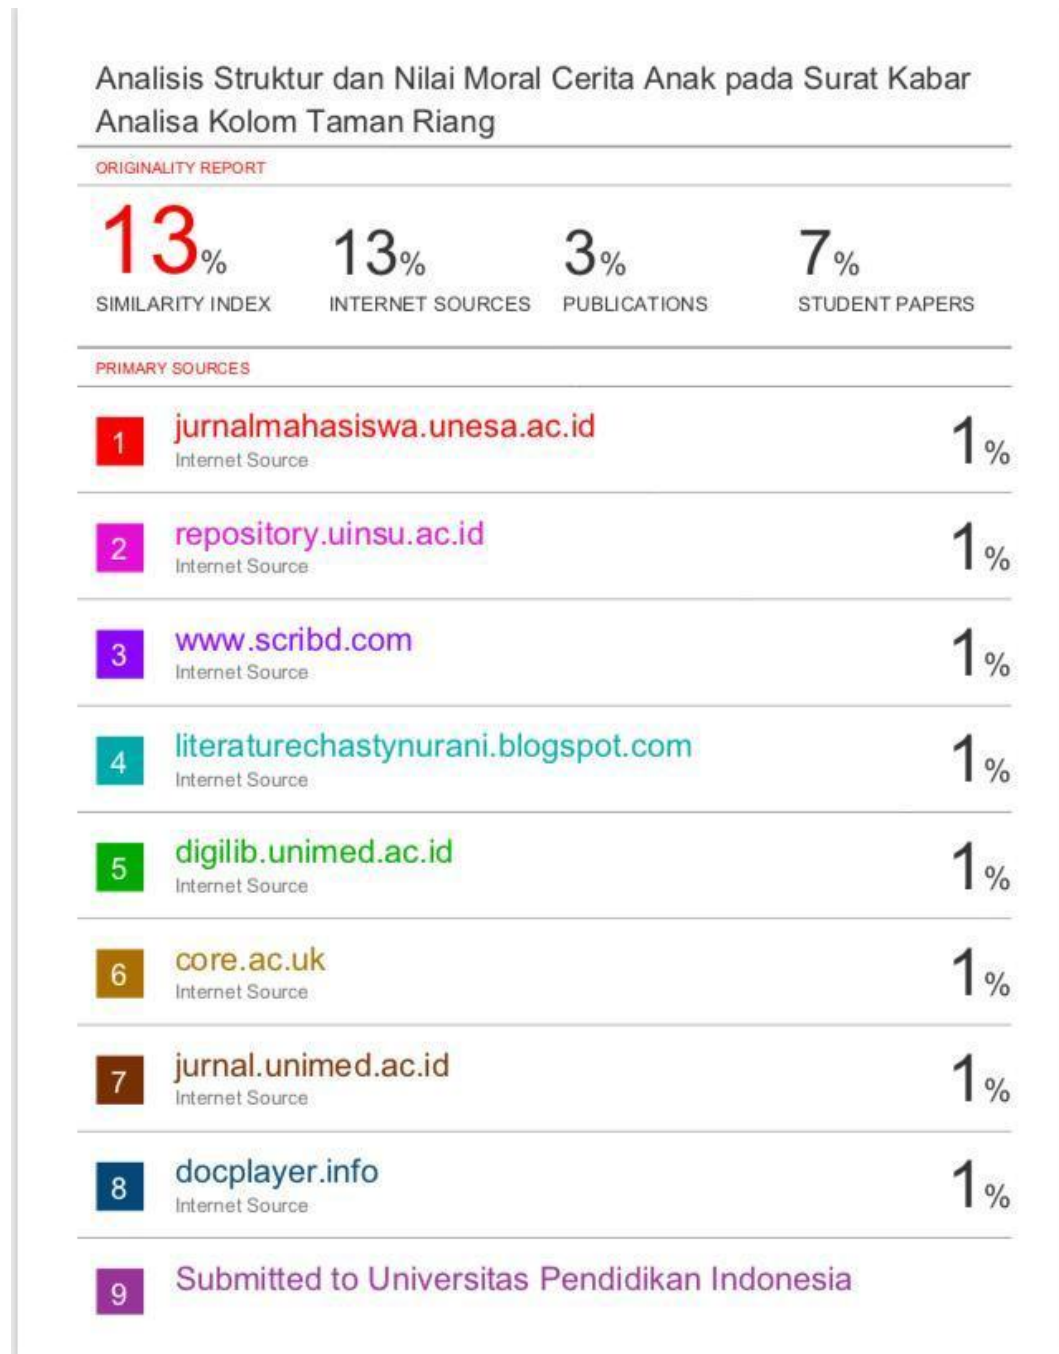 Analisis Struktur dan Nilai Moral Cerita Anak pada Surat Kabar
Analisa Kolom Taman Riang
ORIGINALITY REPORT
13% 13% 3% 7%
SIMILARITY INDEX INTERNET SOURCES PUBLICATIONS STUDENT PAPERS
PRIMARY SOURCES
1 jurnalmahasiswa.unesa.ac.id 1%
Internet Source
2 repository.uinsu.ac.id 1%
Internet Source
3 www.scribd.com 1%
Internet Source
4 literaturechastynurani.blogspot.com 1%
Internet Source
5 digilib.unimed.ac.id 1%
Internet Source
6 core.ac.uk 1%
Internet Source
7 jurnal.unimed.ac.id 1%
Internet Source
8 docplayer.info 1%
Internet Source
9 Submitted to Universitas Pendidikan Indonesia